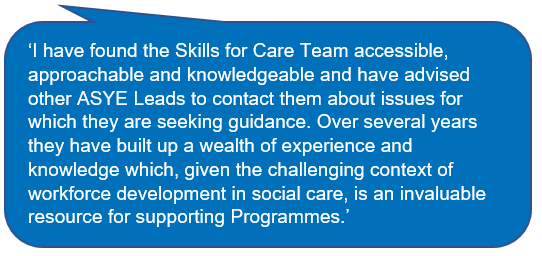 ‘I have found the Skills for Care Team accessible,
approachable and knowledgeable and have advised
other ASYE Leads to contact them about issues for
which they are seeking guidance. Over several years
they have built up a wealth of experience and
knowledge which, given the challenging context of
workforce development in social care, is an invaluable
resource for supporting Programmes.’